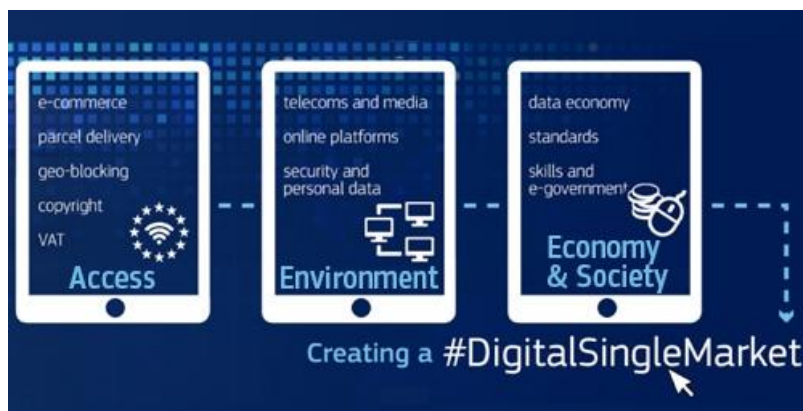 e-commerce
parcel delivery
geo-blocking
copyright
VAT
Access
telecoms and media
online platforms
security and
personal data
Environment
data economy
standards
skills and
e-government
Economy
& Society
Creating a #DigitalSingleMarket